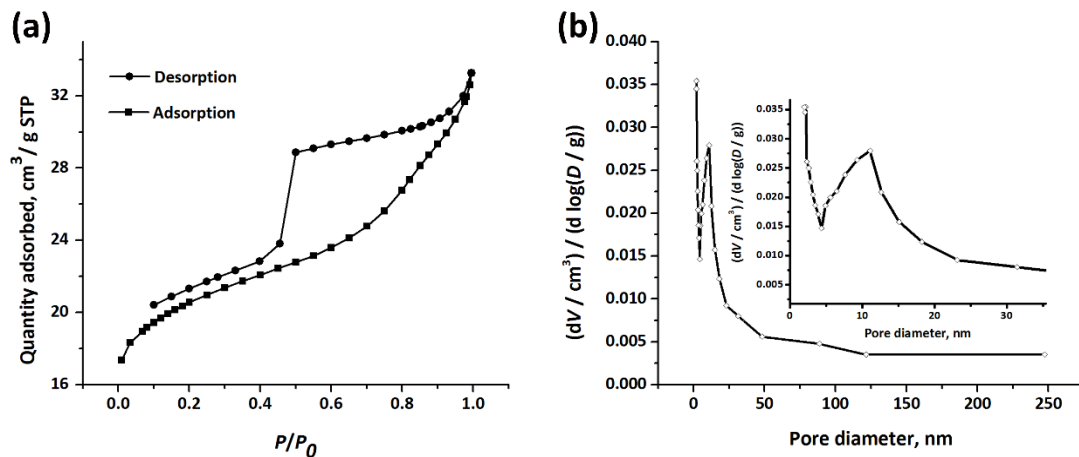 (a)
Quantity adsorbed, cm³ / g STP
32
28
24
20
16
Desorption
Adsorption
0.0 0.2 0.4 0.6 0.8 1.0
P/P₀
(b)
(dV / cm³) / (d log(D / g))
0.040
0.035
0.030
0.025
0.020
0.015
0.010
0.005
0.000
0 50 100 150 200 250
Pore diameter, nm
(dV / cm³) / (d log(D / g))
0.035
0.030
0.025
0.020
0.015
0.010
0.005
0 10 20 30
Pore diameter, nm